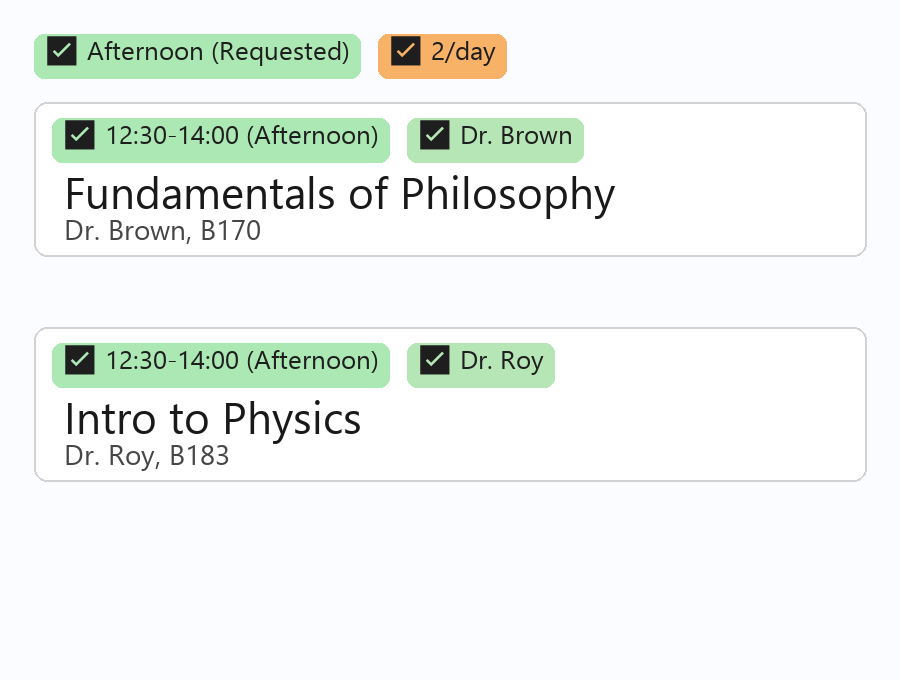 Afternoon (Requested) 2/day
12:30-14:00 (Afternoon) Dr. Brown
Fundamentals of Philosophy
Dr. Brown, B170
12:30-14:00 (Afternoon) Dr. Roy
Intro to Physics
Dr. Roy, B183